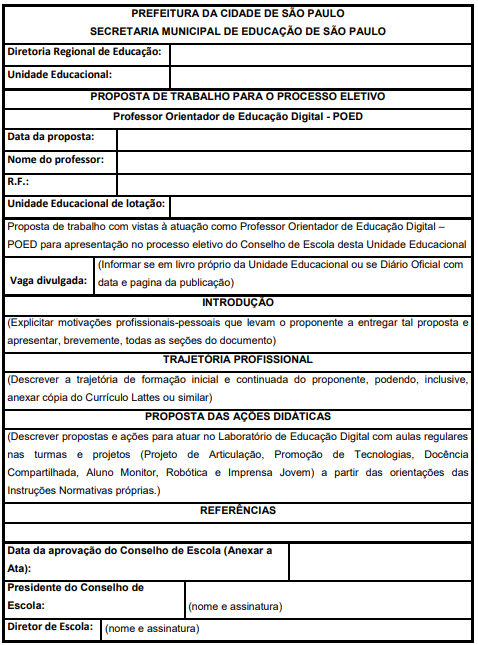 PREFEITURA DA CIDADE DE SÃO PAULO
SECRETARIA MUNICIPAL DE EDUCAÇÃO DE SÃO PAULO
Diretoria Regional de Educação:
Unidade Educacional:
PROPOSTA DE TRABALHO PARA O PROCESSO ELETIVO
Professor Orientador de Educação Digital - POED
Data da proposta:
Nome do professor:
R.F.:
Unidade Educacional de lotação:
Proposta de trabalho com vistas à atuação como Professor Orientador de Educação Digital –
POED para apresentação no processo eletivo do Conselho de Escola desta Unidade Educacional
Vaga divulgada:
(Informar se em livro próprio da Unidade Educacional ou se Diário Oficial com
data e pagina da publicação)
INTRODUÇÃO
(Explicitar motivações profissionais-pessoais que levam o proponente a entregar tal proposta e
apresentar, brevemente, todas as seções do documento)
TRAJETÓRIA PROFISSIONAL
(Descrever a trajetória de formação inicial e continuada do proponente, podendo, inclusive,
anexar cópia do Currículo Lattes ou similar)
PROPOSTA DAS AÇÕES DIDÁTICAS
(Descrever propostas e ações para atuar no Laboratório de Educação Digital com aulas regulares
nas turmas e projetos (Projeto de Articulação, Promoção de Tecnologias, Docência
Compartilhada, Aluno Monitor, Robótica e Imprensa Jovem) a partir das orientações das
Instruções Normativas próprias.)
REFERÊNCIAS
Data da aprovação do Conselho de Escola (Anexar a
Ata):
Presidente do Conselho de
Escola:
(nome e assinatura)
Diretor de Escola:
(nome e assinatura)